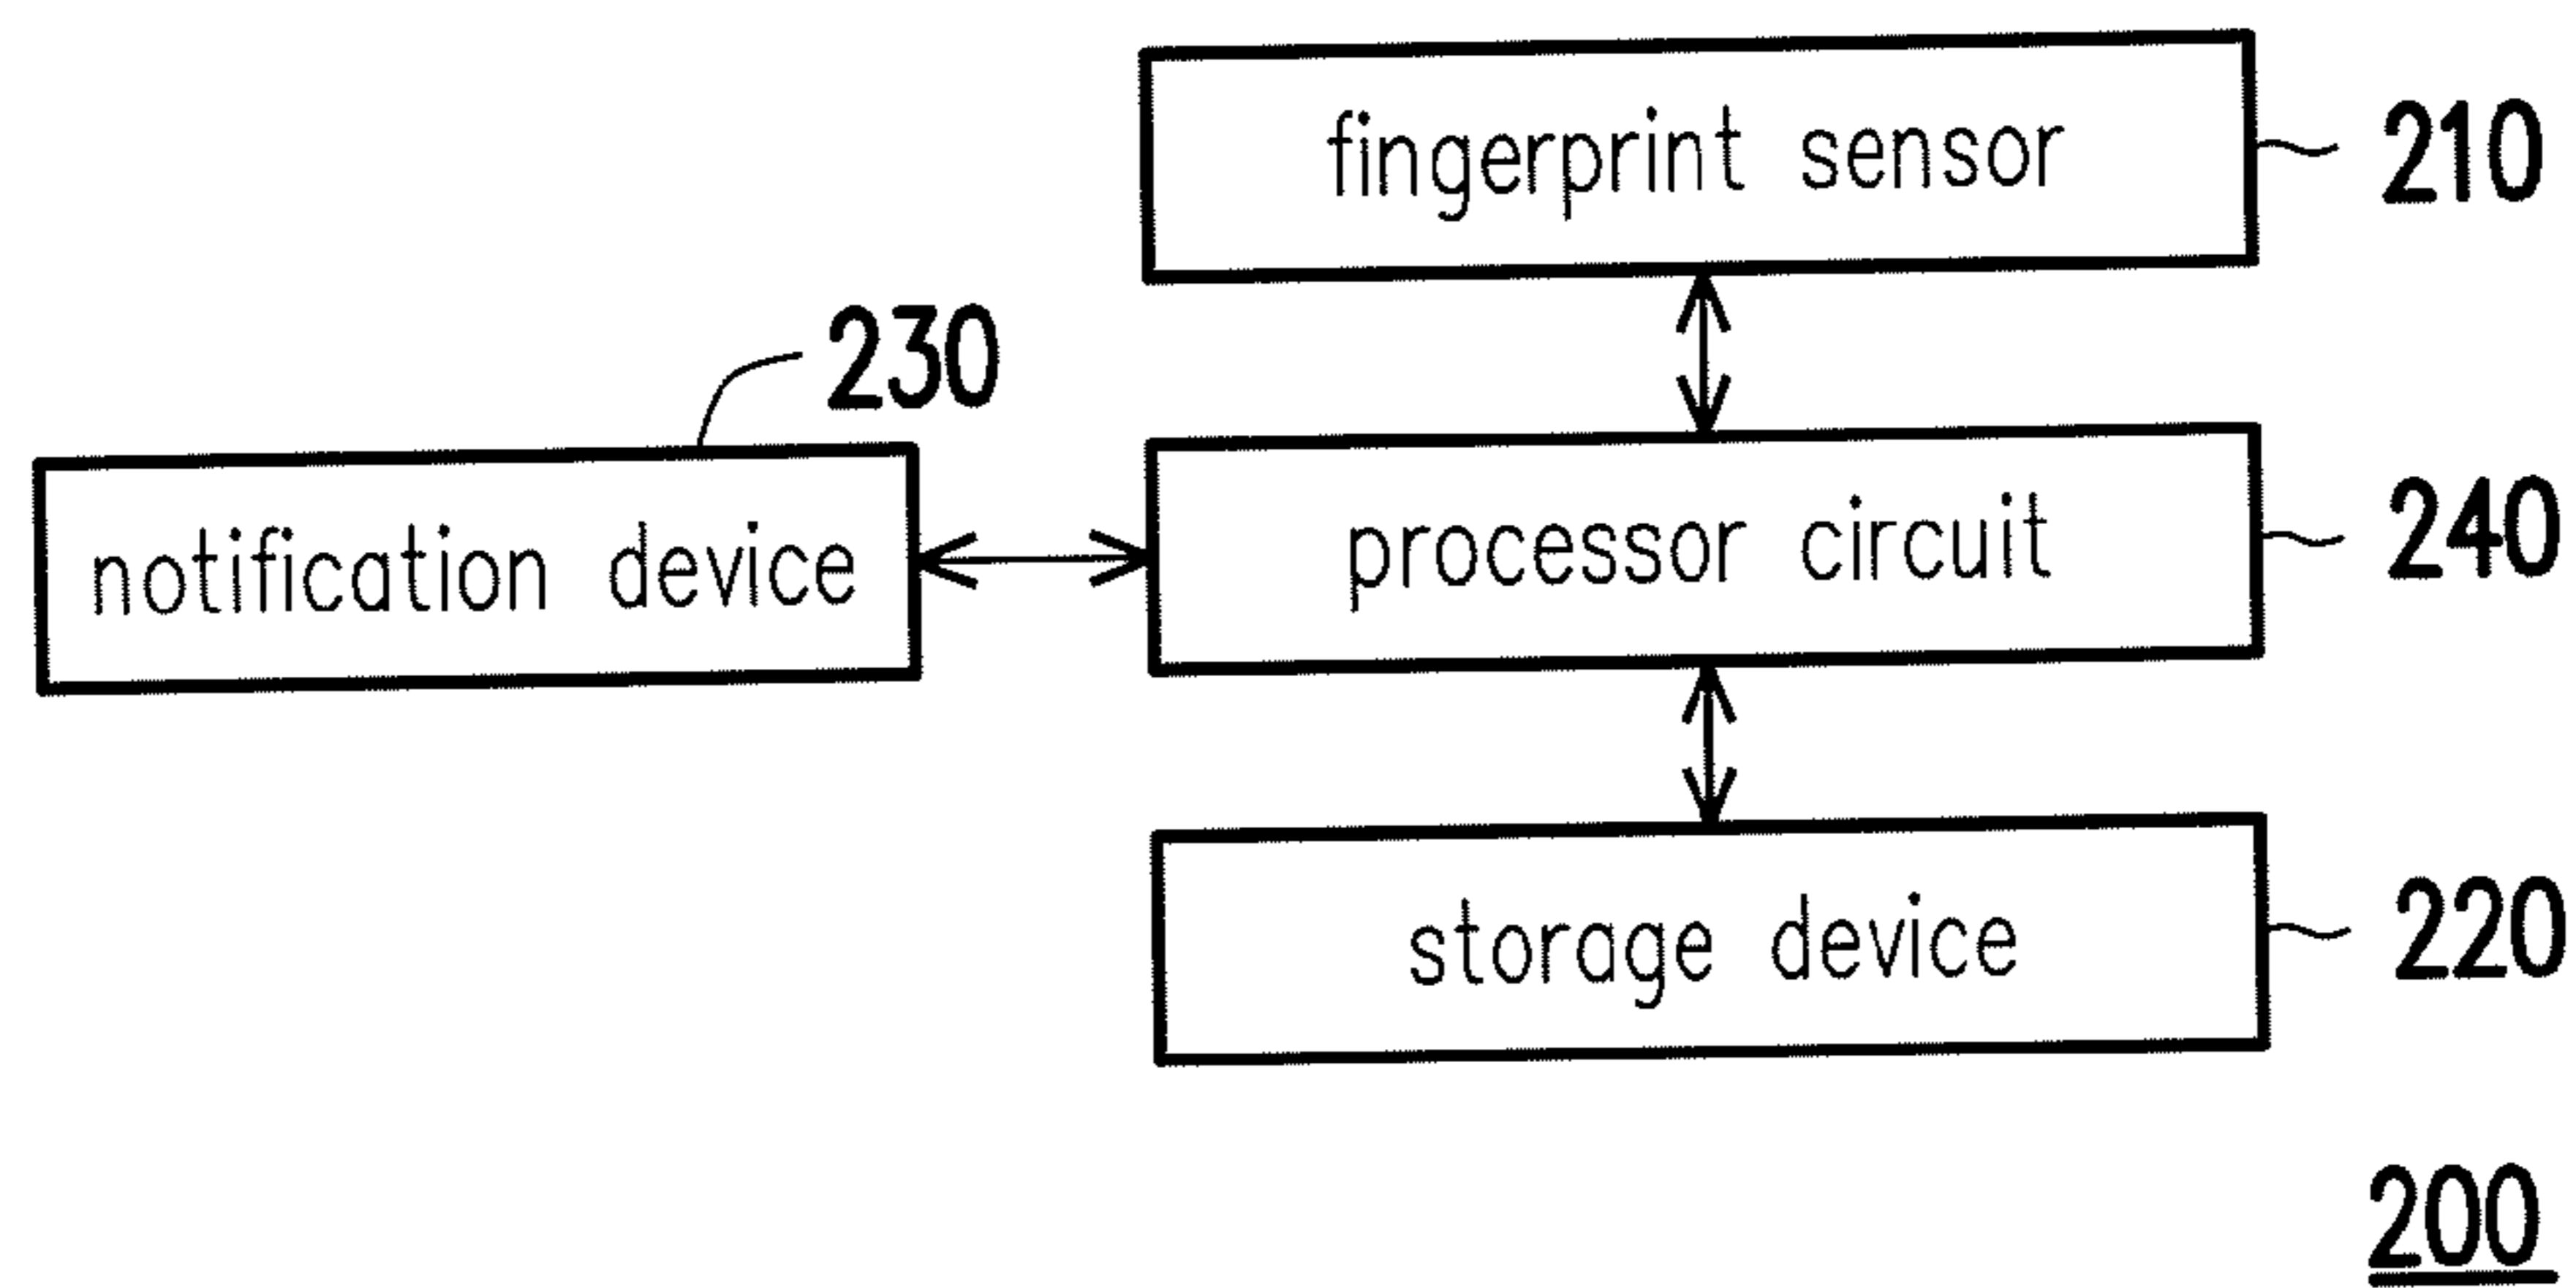 fingerprint sensor
210
230
notification device
processor circuit
240
storage device
220
200